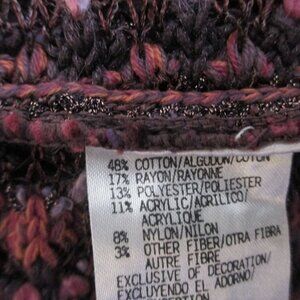 48% COTTON/ALGODON/COTON
17% RAYON/RAYONNE
13% POLYESTER/POLIESTER
11% ACRYLIC/ACRILICO/
ACRYLIQUE
8% NYLON/NILON
3% OTHER FIBER/OTRA FIBRA
AUTRE FIBRE
EXCLUSIVE OF DECORATION/
EXCLUYENDO EL ADORNO/